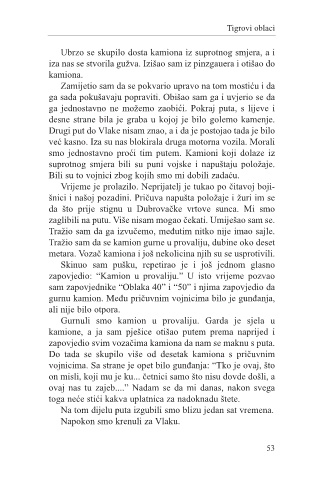 Tigrovi oblaci
Ubrzo se skupilo dosta kamiona iz suprotnog smjera, a i
iza nas se stvorila gužva. Izišao sam iz pinzgauera i otišao do
kamiona.
Zamijetio sam da se pokvario upravo na tom mostiću i da
ga sada pokušavaju popraviti. Obišao sam ga i uvjerio se da
ga jednostavno ne možemo zaobići. Pokraj puta, s lijeve i
desne strane bila je graba u kojoj je bilo golemo kamenje.
Drugi put do Vlake nisam znao, a i da je postojao tada je bilo
već kasno. Iza su nas blokirala druga motorna vozila. Morali
smo jednostavno proći tim putem. Kamioni koji dolaze iz
suprotnog smjera bili su puni vojske i napuštaju položaje.
Bili su to vojnici zbog kojih smo mi dobili zadaću.
Vrijeme je prolazilo. Neprijatelj je tukao po čitavoj boji-
šnici i našoj pozadini. Pričuva napušta položaje i žuri im se
da što prije stignu u Dubrovačke vrtove sunca. Mi smo
zaglibili na putu. Više nisam mogao čekati. Umiješao sam se.
Tražio sam da ga izvučemo, međutim nitko nije imao sajle.
Tražio sam da se kamion gurne u provaliju, dubine oko deset
metara. Vozač kamiona i još nekolicina njih su se usprotivili.
Skinuo sam pušku, repetirao je i još jednom glasno
zapovjedio: “Kamion u provaliju.” U isto vrijeme pozvao
sam zapovjednike “Oblaka 40” i “50” i njima zapovjedio da
gurnu kamion. Među pričuvnim vojnicima bilo je gunđanja,
ali nije bilo otpora.
Gurnuli smo kamion u provaliju. Garda je sjela u
kamione, a ja sam pješice otišao putem prema naprijed i
zapovjedio svim vozačima kamiona da nam se maknu s puta.
Do tada se skupilo više od desetak kamiona s pričuvnim
vojnicima. Sa strane je opet bilo gunđanja: “Tko je ovaj, što
on misli, koji mu je ku... četnici samo što nisu dovde došli, a
ovaj nas tu zajeb....” Nadam se da mi danas, nakon svega
toga neće stići kakva uplatnica za nadoknadu štete.
Na tom dijelu puta izgubili smo blizu jedan sat vremena.
Napokon smo krenuli za Vlaku.
53